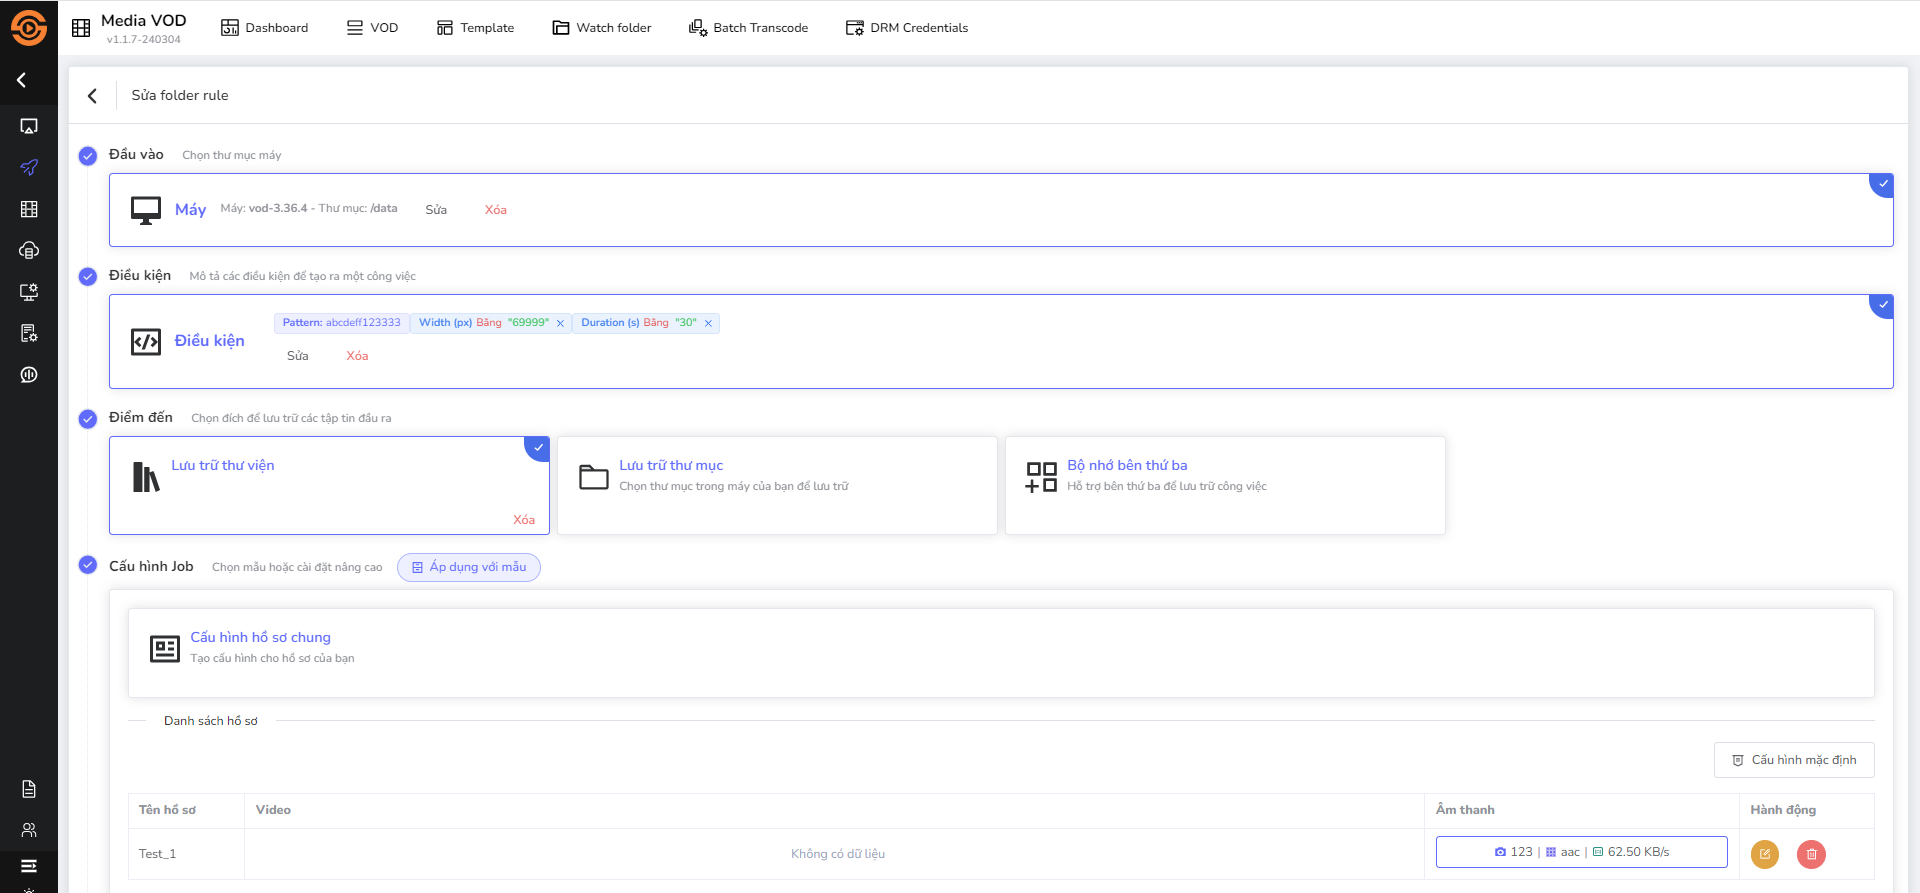 Media VOD
v1.1.7-240304
Dashboard
VOD
Template
Watch folder
Batch Transcode
DRM Credentials
Sửa folder rule
Đầu vào Chọn thư mục máy
Máy Máy: vod-3.36.4 - Thư mục: /data Sửa Xóa
Điều kiện Mô tả các điều kiện để tạo ra một công việc
Pattern: abcdeff123333 Width (px) Bằng "69999" Duration (s) Bằng "30"
Điều kiện
Sửa Xóa
Điểm đến Chọn đích để lưu trữ các tập tin đầu ra
Lưu trữ thư viện
Xóa
Lưu trữ thư mục
Chọn thư mục trong máy của bạn để lưu trữ
Bộ nhớ bên thứ ba
Hỗ trợ bên thứ ba để lưu trữ công việc
Cấu hình Job Chọn mẫu hoặc cài đặt nâng cao Áp dụng với mẫu
Cấu hình hồ sơ chung
Tạo cấu hình cho hồ sơ của bạn
Danh sách hồ sơ
Cấu hình mặc định
Tên hồ sơ Video Âm thanh Hành động
Test_1 Không có dữ liệu 123 | aac | 62.50 KB/s